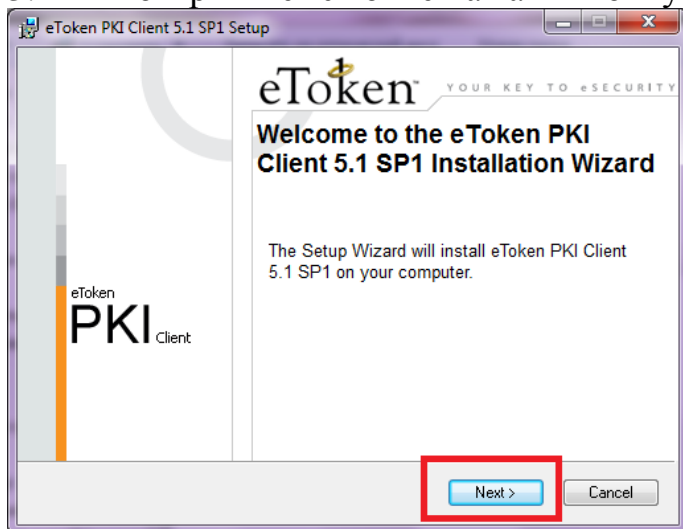 eToken PKI Client 5.1 SP1 Setup
eToken™ YOUR KEY TO eSECURITY
Welcome to the eToken PKI
Client 5.1 SP1 Installation Wizard
The Setup Wizard will install eToken PKI Client
5.1 SP1 on your computer.
eToken
PKI Client
Next >
Cancel